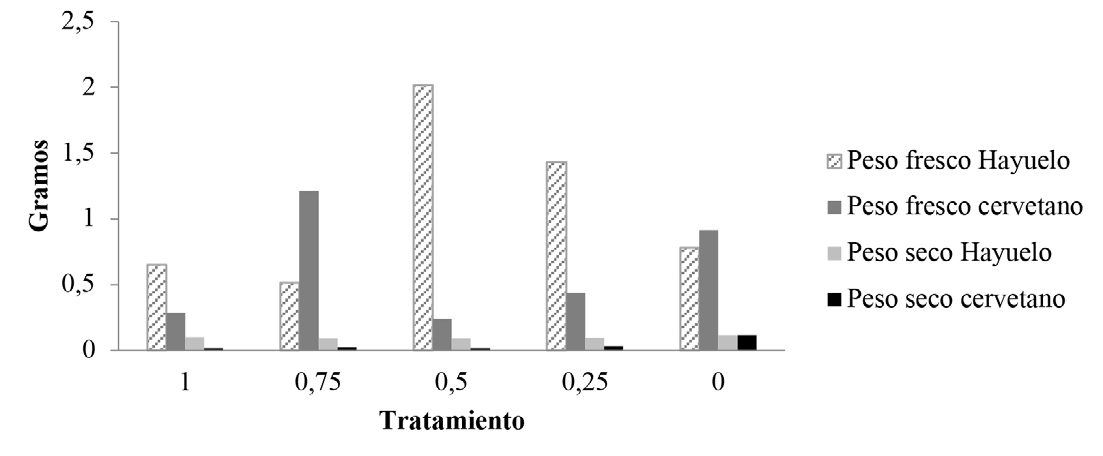 2,5
2
1,5
1
0,5
0
Gramos
1 0,75 0,5 0,25 0
Tratamiento
Peso fresco Hayuelo
Peso fresco cervetano
Peso seco Hayuelo
Peso seco cervetano